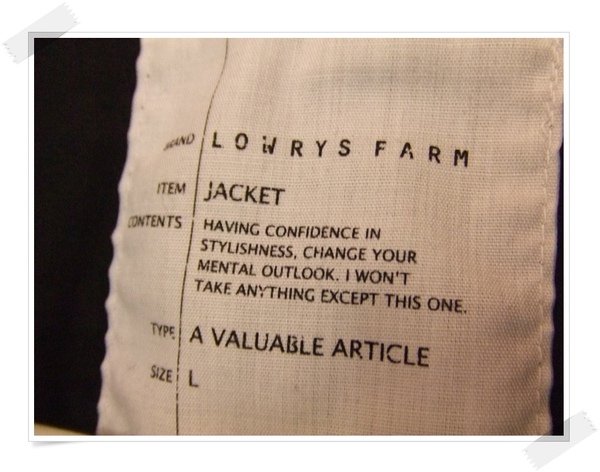 BRAND LOWRYS FARM
ITEM JACKET
CONTENTS HAVING CONFIDENCE IN
STYLISHNESS, CHANGE YOUR
MENTAL OUTLOOK. I WON'T
TAKE ANYTHING EXCEPT THIS ONE.
TYPE A VALUABLE ARTICLE
SIZE L